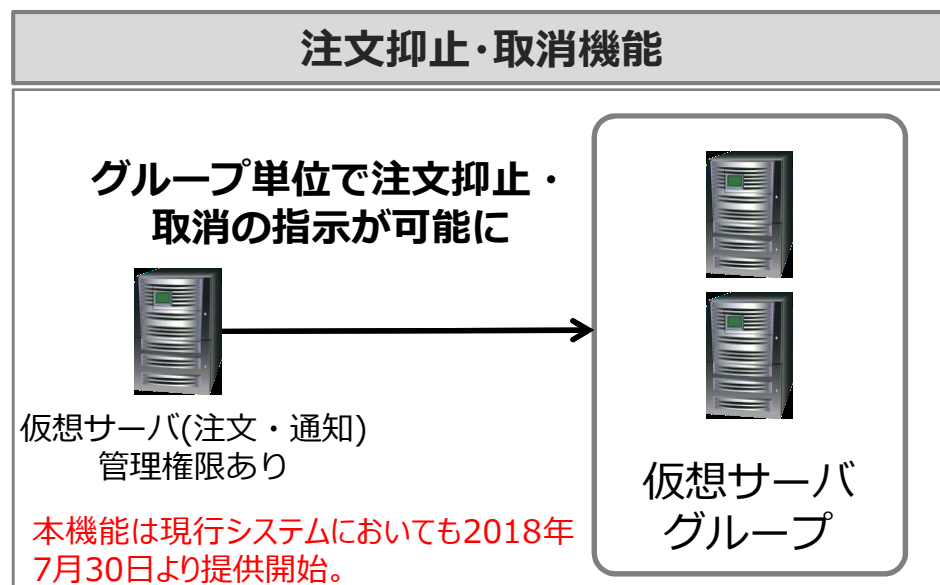 注文抑止・取消機能
グループ単位で注文抑止・
取消の指示が可能に
仮想サーバ(注文・通知)
管理権限あり
本機能は現行システムにおいても2018年
7月30日より提供開始。
仮想サーバ
グループ